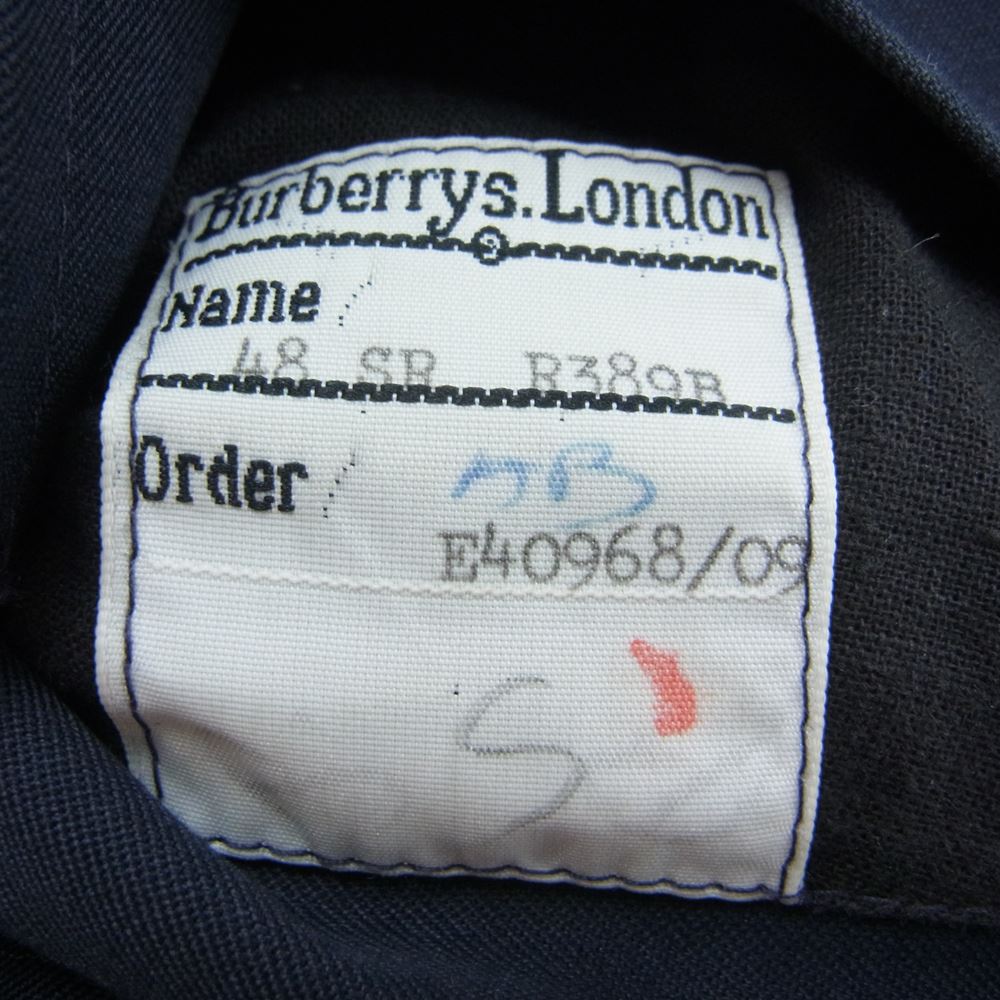 Burberrys. London
Name
48 SR R389B
Order
E40968/09
S